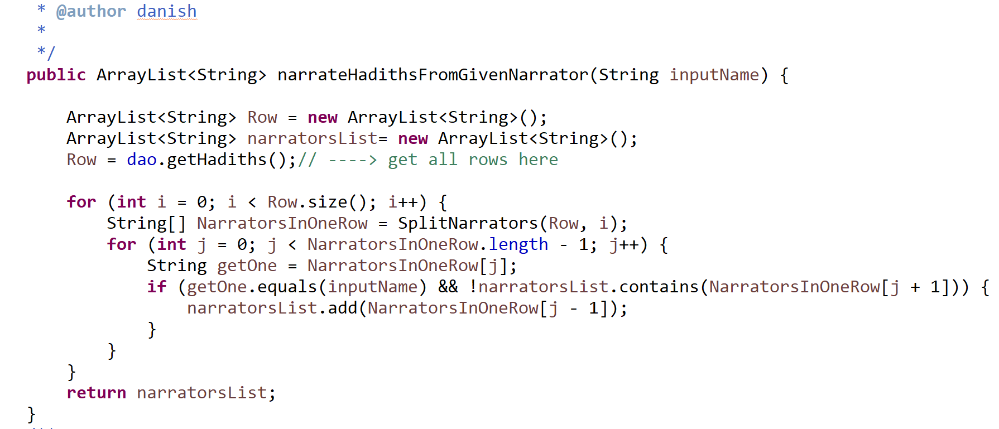 * @author danish
*
*/
public ArrayList<String> narrateHadithsFromGivenNarrator(String inputName) {
ArrayList<String> Row = new ArrayList<String>();
ArrayList<String> narratorsList= new ArrayList<String>();
Row = dao.getHadiths();// ----> get all rows here
for (int i = 0; i < Row.size(); i++) {
String[] NarratorsInOneRow = SplitNarrators(Row, i);
for (int j = 0; j < NarratorsInOneRow.length - 1; j++) {
String getOne = NarratorsInOneRow[j];
if (getOne.equals(inputName) && !narratorsList.contains(NarratorsInOneRow[j + 1])) {
narratorsList.add(NarratorsInOneRow[j - 1]);
}
}
}
return narratorsList;
}